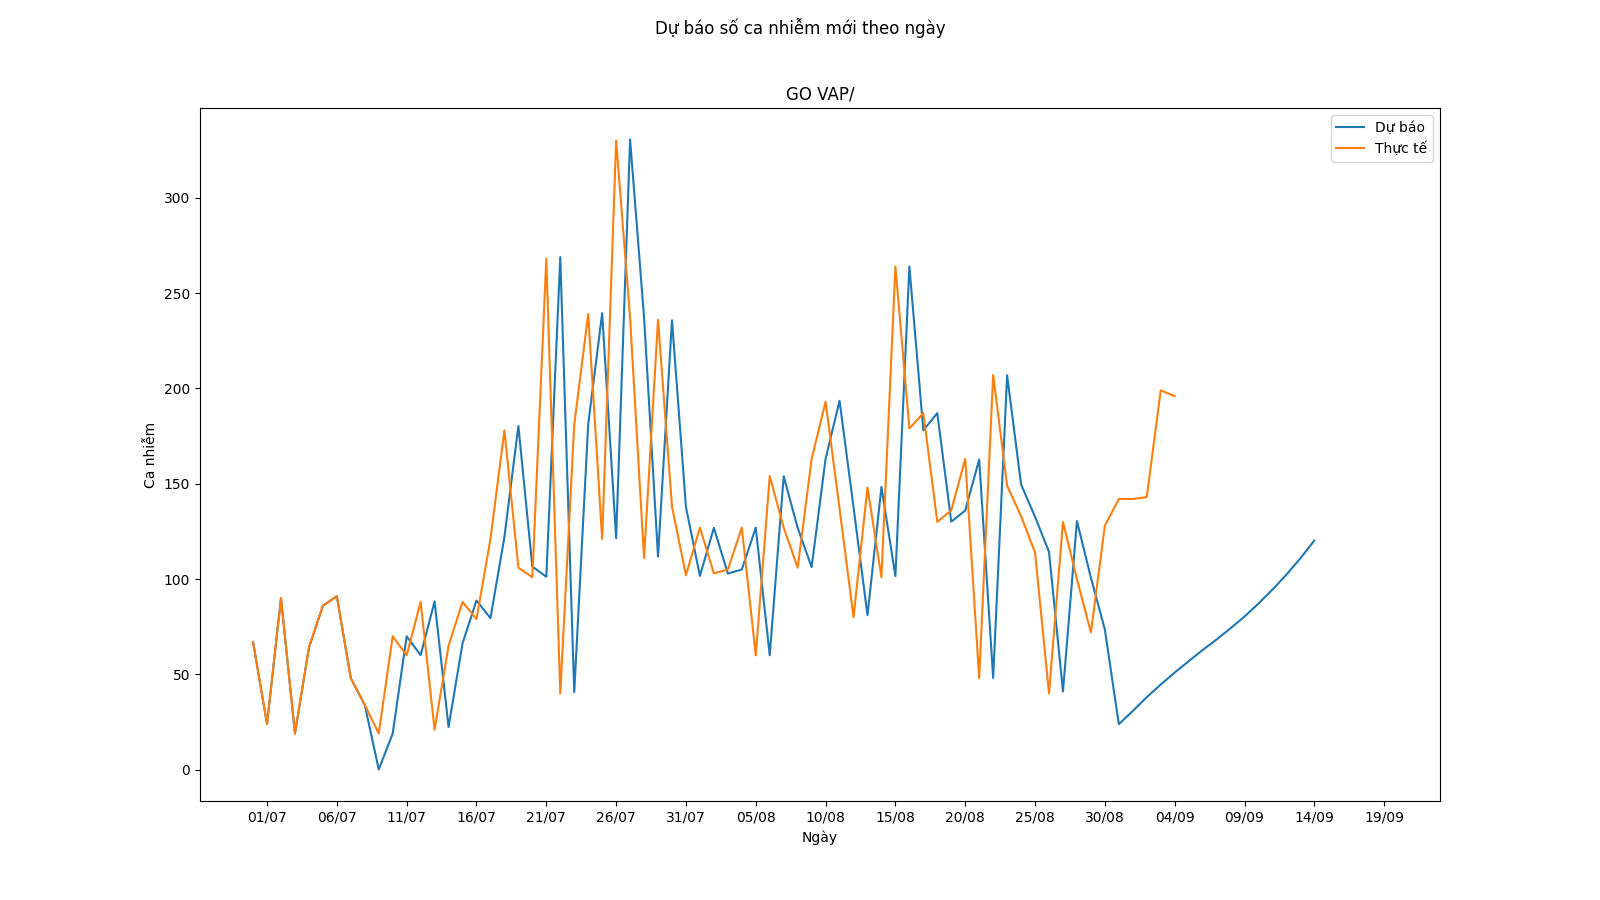 Dự báo số ca nhiễm mới theo ngày
GO VAP/
Dự báo
Thực tế
300
250
200
150
100
50
0
Ca nhiễm
01/07 06/07 11/07 16/07 21/07 26/07 31/07 05/08 10/08 15/08 20/08 25/08 30/08 04/09 09/09 14/09 19/09
Ngày